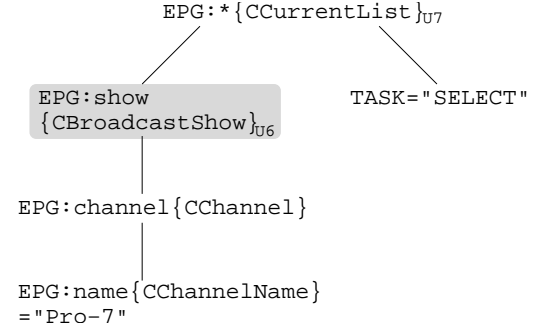 EPG:*{CCurrentList}U7
EPG:show
{CBroadcastShow}U6
TASK="SELECT"
EPG:channel{CChannel}
EPG:name{CChannelName}
="Pro–7"